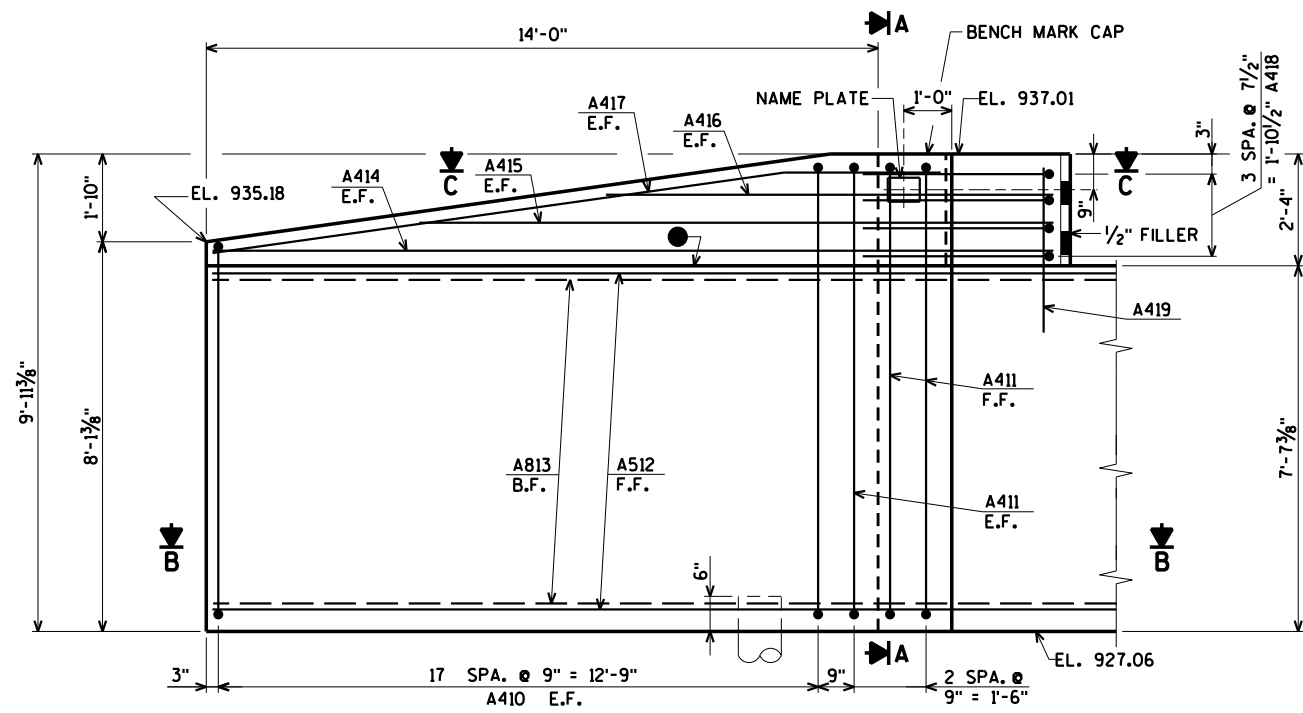 14'-0"
A
BENCH MARK CAP
NAME PLATE
1'-0"
EL. 937.01
3 SPA. @ 7½"
= 1'-10½" A418
3"
A417
E.F.
A416
E.F.
A415
E.F.
A414
E.F.
C
C
EL. 935.18
1'-10"
9"
2'-4"
½" FILLER
A419
9'-11⅜"
8'-1⅜"
7'-7⅜"
A411
F.F.
A813
B.F.
A512
F.F.
A411
E.F.
B
B
6"
A
EL. 927.06
3"
17 SPA. @ 9" = 12'-9"
A410 E.F.
9"
2 SPA. @
9" = 1'-6"